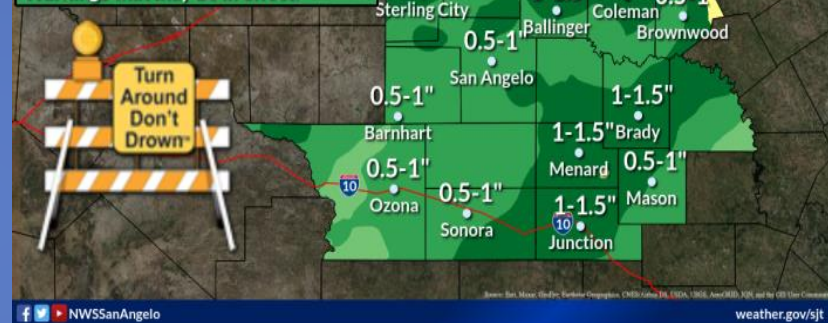 Sterling City
Ballinger
Coleman
Brownwood
0.5-1"
San Angelo
Turn
Around
Don't
Drown™
0.5-1"
Barnhart
1-1.5"
Brady
1-1.5"
Menard
0.5-1"
Mason
0.5-1"
Ozona
10
0.5-1"
Sonora
1-1.5"
10
Junction
NWSSanAngelo
weather.gov/sjt